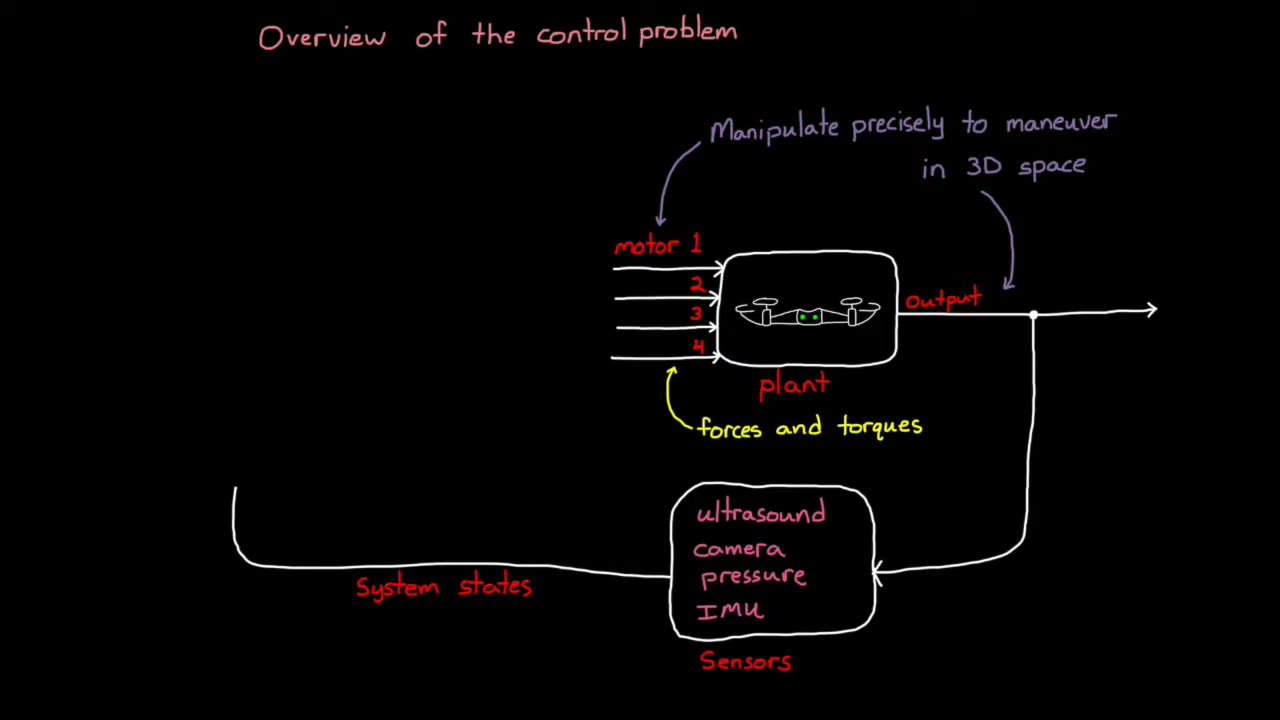 Overview of the control problem
Manipulate precisely to maneuver
in 3D space
motor 1
2
3
4
Output
plant
forces and torques
ultrasound
camera
pressure
IMU
System states
Sensors